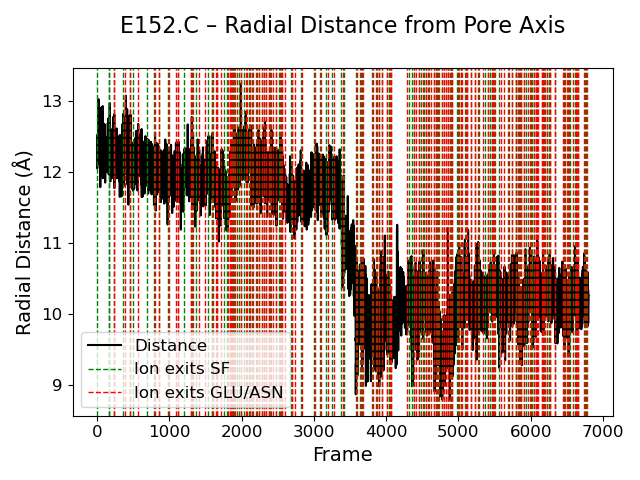 E152.C – Radial Distance from Pore Axis
Radial Distance (Å)
13
12
11
10
9
Distance
Ion exits SF
Ion exits GLU/ASN
0 1000 2000 3000 4000 5000 6000 7000
Frame